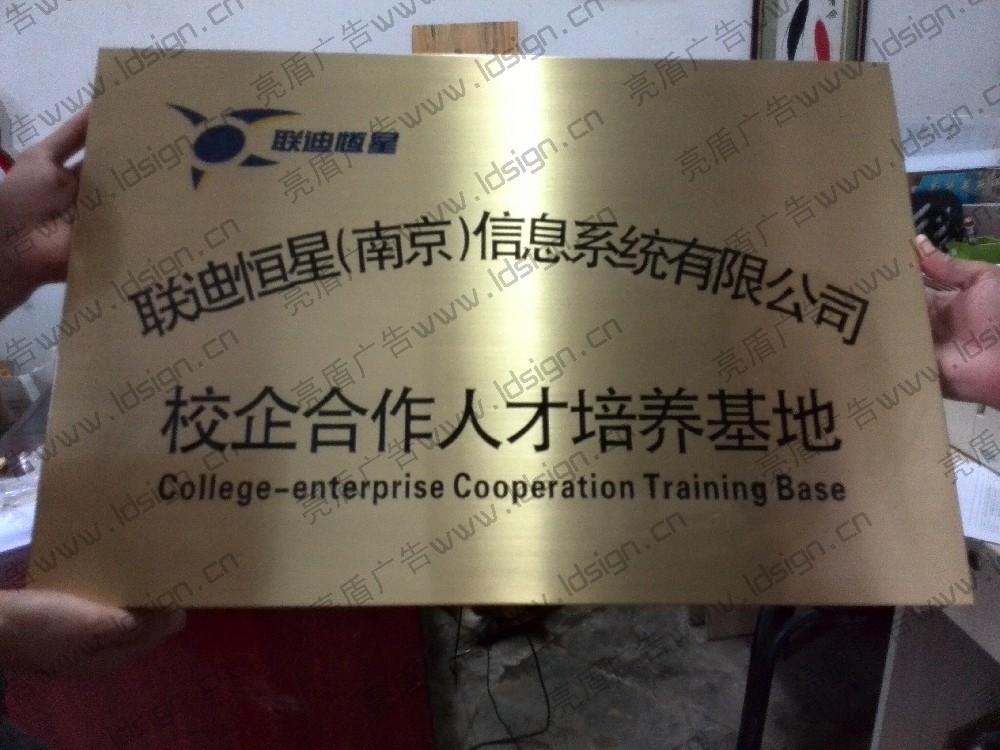 联迪恒星
联迪恒星(南京)信息系统有限公司
校企合作人才培养基地
College-enterprise Cooperation Training Base
亮盾广告www.ldsign.cn